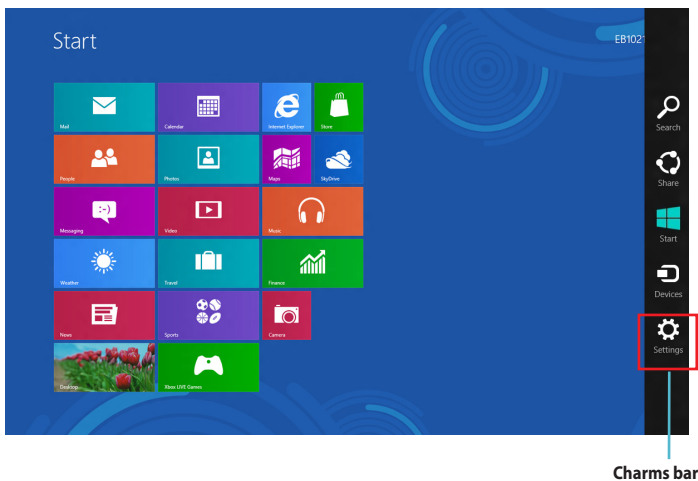 Start
EB1021
Mail
Calendar
Internet Explorer
Store
People
Photos
Maps
SkyDrive
Messaging
:-)
Video
Music
Weather
Travel
Finance
News
Sports
Camera
Desktop
Xbox LIVE Games
Search
Share
Start
Devices
Settings
Charms bar